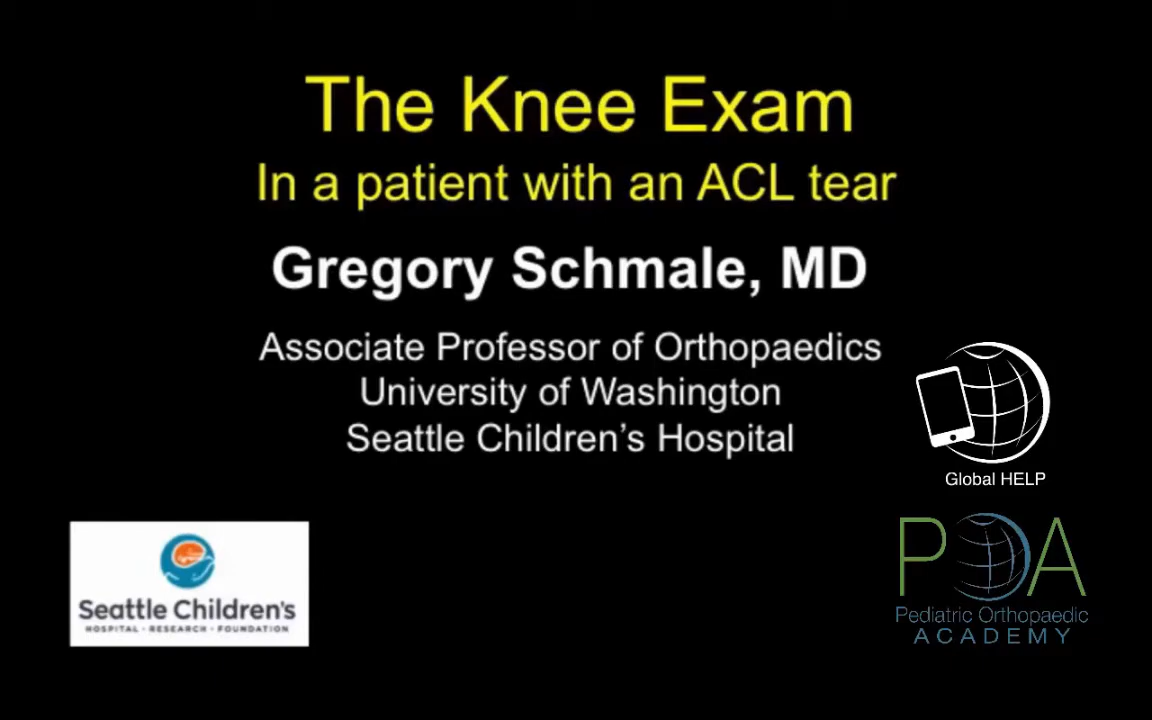 The Knee Exam
In a patient with an ACL tear
Gregory Schmale, MD
Associate Professor of Orthopaedics
University of Washington
Seattle Children’s Hospital
Global HELP
Seattle Children's
HOSPITAL • RESEARCH • FOUNDATION
POA
Pediatric Orthopaedic
ACADEMY